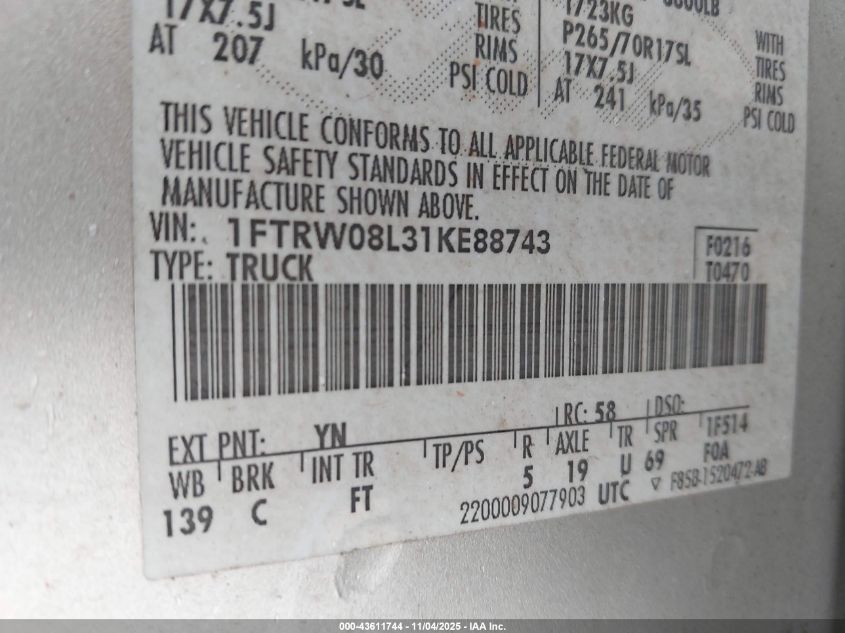 17X7.5J RIMS
AT 207 kPa/30 PSI COLD
TIRES
1723KG WITH
P265/70R17SL TIRES
17X7.5J RIMS
AT 241 kPa/35 PSI COLD
THIS VEHICLE CONFORMS TO ALL APPLICABLE FEDERAL MOTOR
VEHICLE SAFETY STANDARDS IN EFFECT ON THE DATE OF
MANUFACTURE SHOWN ABOVE.
VIN: 1FTRW08L31KE88743 F0216
TYPE: TRUCK T0470
EXT PNT: YN RC: 58 DSO:
WB BRK INT TR TP/PS R AXLE TR SPR 1F514
139 C FT 5 19 U 69 F0A
2200009077903 UTC ▽ F85B-1520472-AB
000-43611744 - 11/04/2025 - IAA Inc.